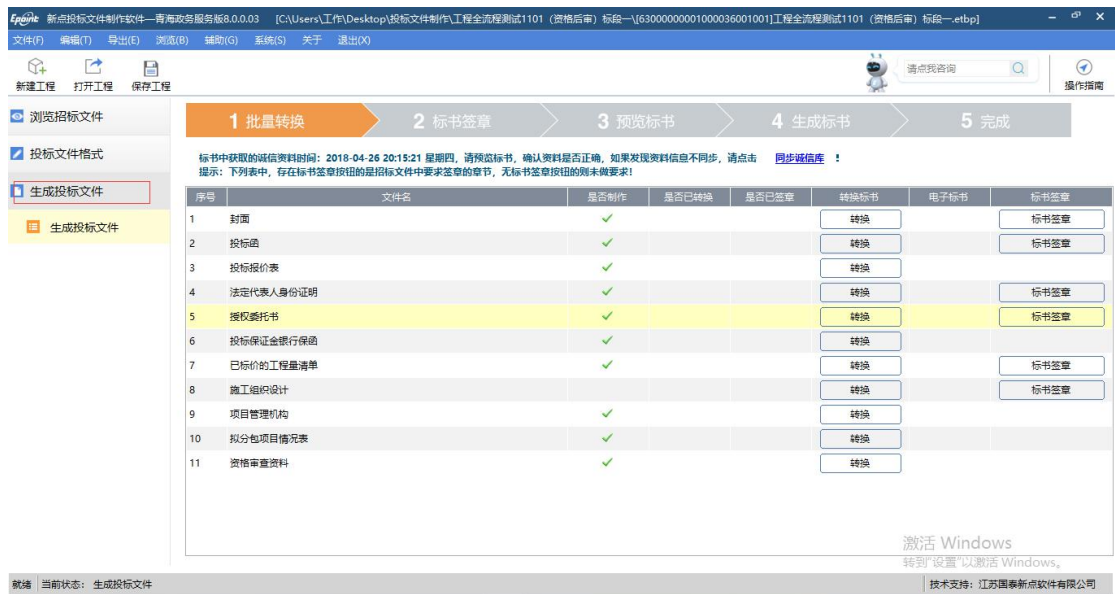 Epoint 新点投标文件制作软件—青海政务服务版8.0.0.03 [C:\Users\工作\Desktop\投标文件制作\工程全流程测试1101（资格后审）标段一\[6300000001000036001001]工程全流程测试1101（资格后审）标段一.etbp]
文件(F) 编辑(T) 导出(E) 浏览(B) 辅助(G) 系统(S) 关于 退出(X)
新建工程 打开工程 保存工程 请点我咨询 操作指南
浏览招标文件
投标文件格式
生成投标文件
生成投标文件
1 批量转换 2 标书签章 3 预览标书 4 生成标书 5 完成
标书中获取的诚信资料时间：2018-04-26 20:15:21 星期四，请预览标书，确认资料是否正确，如果发现资料信息不同步，请点击 同步诚信库 ！
提示：下列表中，存在标书签章按钮的是招标文件中要求签章的章节，无标书签章按钮的则未做要求！
序号 文件名 是否制作 是否已转换 是否已签章 转换标书 电子标书 标书签章
1 封面 转换 标书签章
2 投标函 转换 标书签章
3 投标报价表 转换
4 法定代表人身份证明 转换 标书签章
5 授权委托书 转换 标书签章
6 投标保证金银行保函 转换
7 已标价的工程量清单 转换 标书签章
8 施工组织设计 转换 标书签章
9 项目管理机构 转换
10 拟分包项目情况表 转换
11 资格审查资料 转换
激活 Windows
转到"设置"以激活 Windows。
就绪 当前状态： 生成投标文件 技术支持：江苏国泰新点软件有限公司